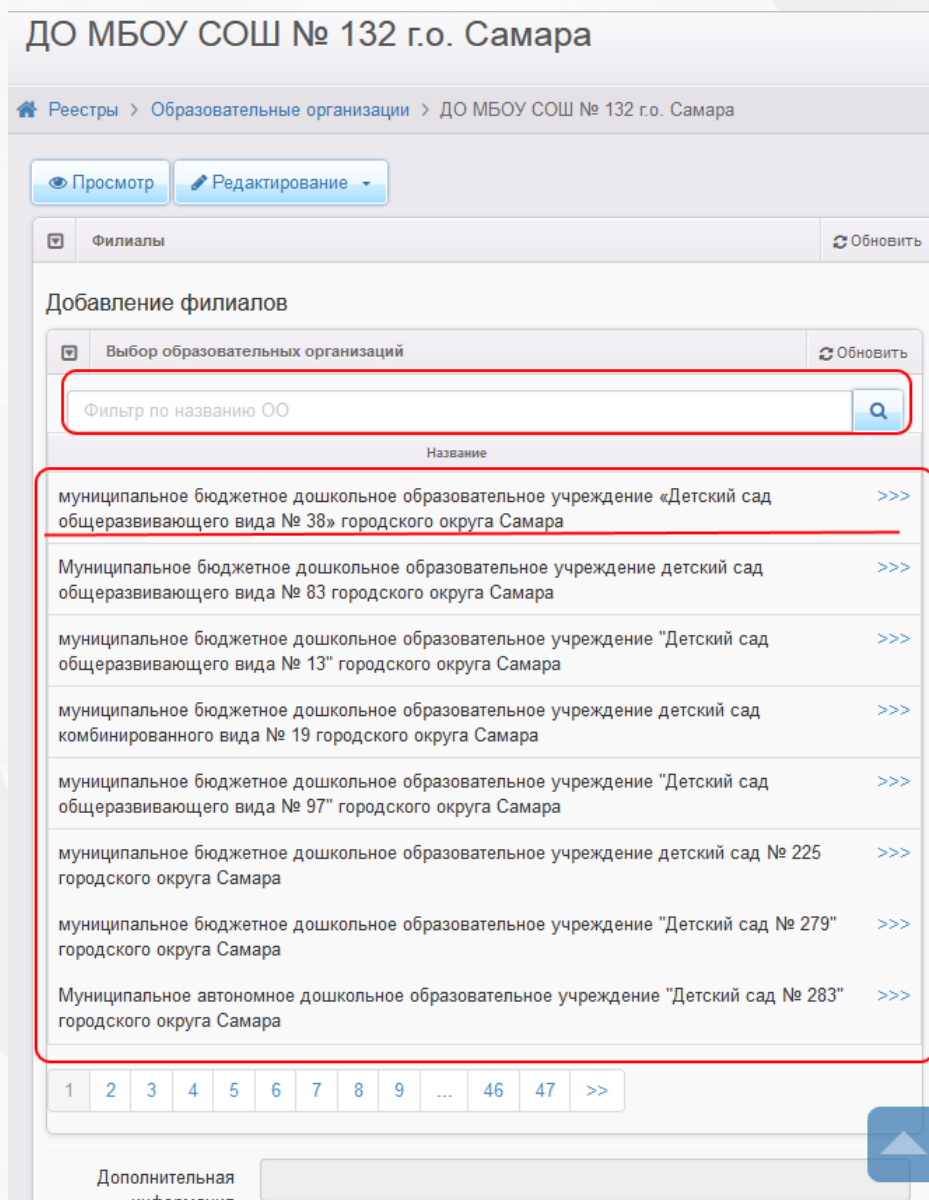 ДО МБОУ СОШ № 132 г.о. Самара
Реестры > Образовательные организации > ДО МБОУ СОШ № 132 г.о. Самара
Просмотр Редактирование
Филиалы Обновить
Добавление филиалов
Выбор образовательных организаций Обновить
Фильтр по названию ОО
Название
муниципальное бюджетное дошкольное образовательное учреждение «Детский сад >>>
общеразвивающего вида № 38» городского округа Самара
Муниципальное бюджетное дошкольное образовательное учреждение детский сад >>>
общеразвивающего вида № 83 городского округа Самара
муниципальное бюджетное дошкольное образовательное учреждение "Детский сад >>>
общеразвивающего вида № 13" городского округа Самара
муниципальное бюджетное дошкольное образовательное учреждение детский сад >>>
комбинированного вида № 19 городского округа Самара
муниципальное бюджетное дошкольное образовательное учреждение "Детский сад >>>
общеразвивающего вида № 97" городского округа Самара
муниципальное бюджетное дошкольное образовательное учреждение детский сад № 225 >>>
городского округа Самара
муниципальное бюджетное дошкольное образовательное учреждение "Детский сад № 279" >>>
городского округа Самара
Муниципальное автономное дошкольное образовательное учреждение "Детский сад № 283" >>>
городского округа Самара
1 2 3 4 5 6 7 8 9 ... 46 47 >>
Дополнительная